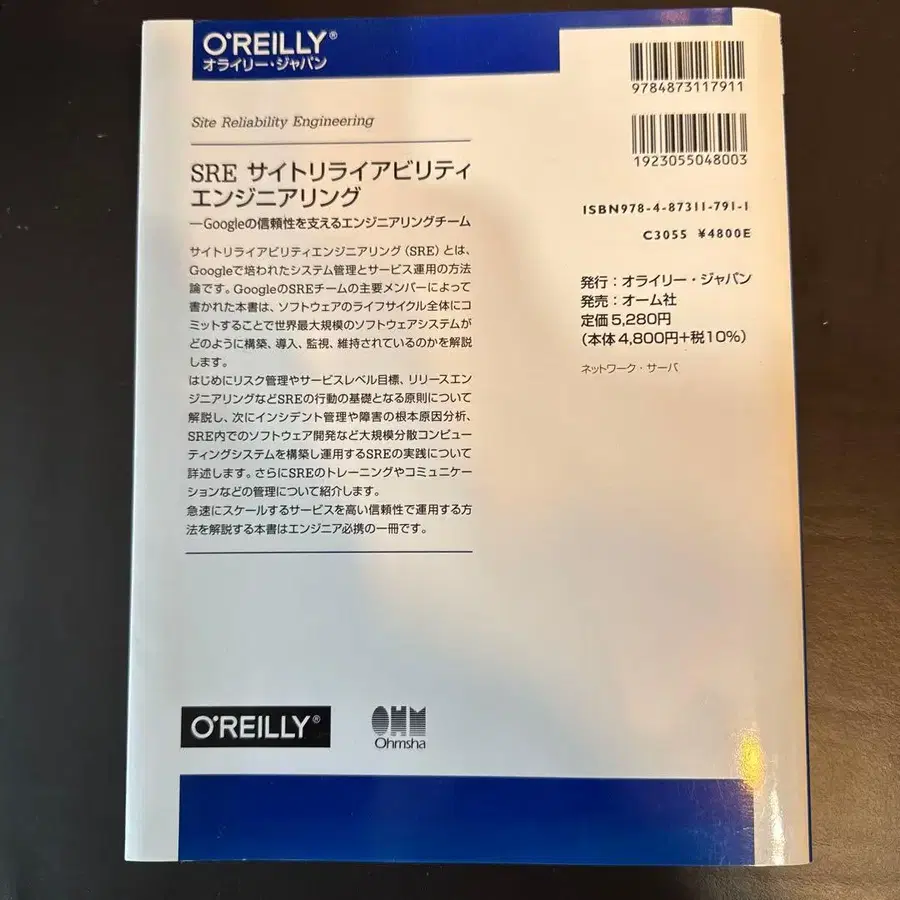 O'REILLY®
オライリー・ジャパン
Site Reliability Engineering
SRE サイトリライアビリティ
エンジニアリング
―Googleの信頼性を支えるエンジニアリングチーム
サイトリライアビリティエンジニアリング（SRE）とは、
Googleで培われたシステム管理とサービス運用の方法
論です。GoogleのSREチームの主要メンバーによって
書かれた本書は、ソフトウェアのライフサイクル全体にコ
ミットすることで世界最大規模のソフトウェアシステムが
どのように構築、導入、監視、維持されているのかを解説
します。
はじめにリスク管理やサービスレベル目標、リリースエン
ジニアリングなどSREの行動の基礎となる原則について
解説し、次にインシデント管理や障害の根本原因分析、
SRE内でのソフトウェア開発など大規模分散コンピュー
ティングシステムを構築し運用するSREの実践について
詳述します。さらにSREのトレーニングやコミュニケー
ションなどの管理について紹介します。
急速にスケールするサービスを高い信頼性で運用する方
法を解説する本書はエンジニア必携の一冊です。
9784873117911
1923055048003
ISBN978-4-87311-791-1
C3055 ¥4800E
発行：オライリー・ジャパン
発売：オーム社
定価5,280円
（本体4,800円+税10%）
ネットワーク・サーバ
O'REILLY®
OHM
Ohmsha